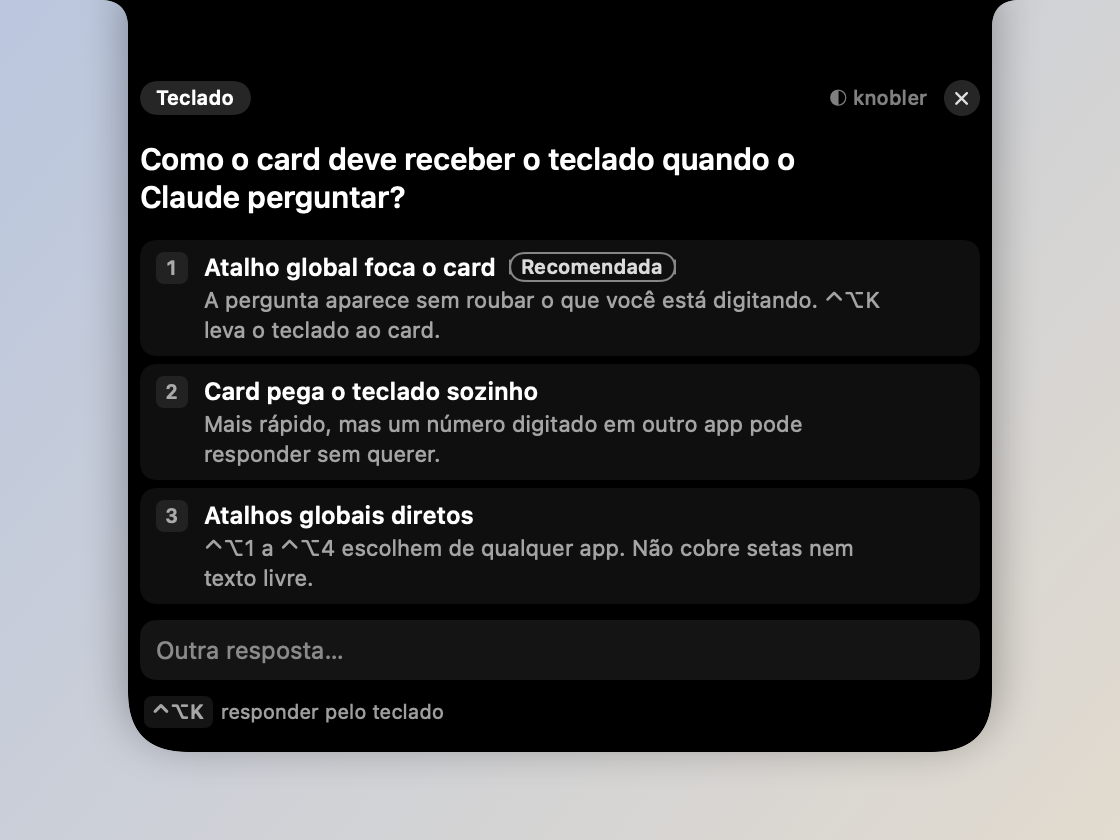 Teclado
knobler
Como o card deve receber o teclado quando o
Claude perguntar?
1 Atalho global foca o card Recomendada
A pergunta aparece sem roubar o que você está digitando. ⌃⌥K
leva o teclado ao card.
2 Card pega o teclado sozinho
Mais rápido, mas um número digitado em outro app pode
responder sem querer.
3 Atalhos globais diretos
⌃⌥1 a ⌃⌥4 escolhem de qualquer app. Não cobre setas nem
texto livre.
Outra resposta...
⌃⌥K responder pelo teclado